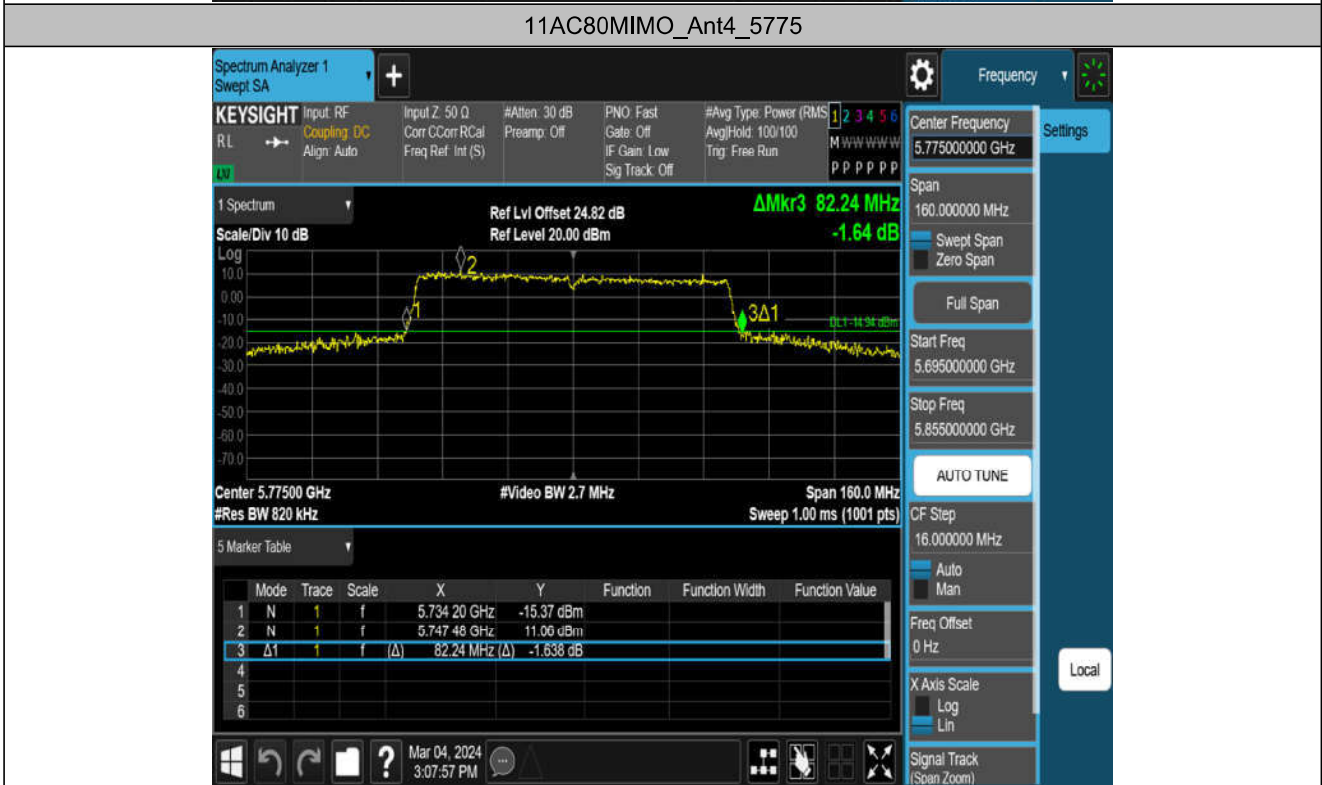 11AC80MIMO_Ant4_5775
Spectrum Analyzer 1
Swept SA
+
Frequency
KEYSIGHT
RL
LXI
Input: RF
Coupling: DC
Align: Auto
Input Z: 50 Ω
Corr CCorr RCal
Freq Ref: Int (S)
#Atten: 30 dB
Preamp: Off
PNO: Fast
Gate: Off
IF Gain: Low
Sig Track: Off
#Avg Type: Power (RMS
Avg|Hold: 100/100
Trig: Free Run
1 2 3 4 5 6
M W W W W W
P P P P P P
Center Frequency
5.775000000 GHz
Settings
1 Spectrum
Scale/Div 10 dB
Ref Lvl Offset 24.82 dB
Ref Level 20.00 dBm
ΔMkr3 82.24 MHz
-1.64 dB
Log
10.0
0.00
-10.0
-20.0
-30.0
-40.0
-50.0
-60.0
-70.0
2
1
3Δ1
DL1 -14.94 dBm
Center 5.77500 GHz
#Res BW 820 kHz
#Video BW 2.7 MHz
Span 160.0 MHz
Sweep 1.00 ms (1001 pts)
Span
160.000000 MHz
Swept Span
Zero Span
Full Span
Start Freq
5.695000000 GHz
Stop Freq
5.855000000 GHz
AUTO TUNE
CF Step
16.000000 MHz
Auto
Man
Freq Offset
0 Hz
X Axis Scale
Log
Lin
Signal Track
(Span Zoom)
Local
5 Marker Table
Mode Trace Scale X Y Function Function Width Function Value
1 N 1 f 5.734 20 GHz -15.37 dBm
2 N 1 f 5.747 48 GHz 11.06 dBm
3 Δ1 1 f (Δ) 82.24 MHz (Δ) -1.638 dB
4
5
6
?
Mar 04, 2024
3:07:57 PM